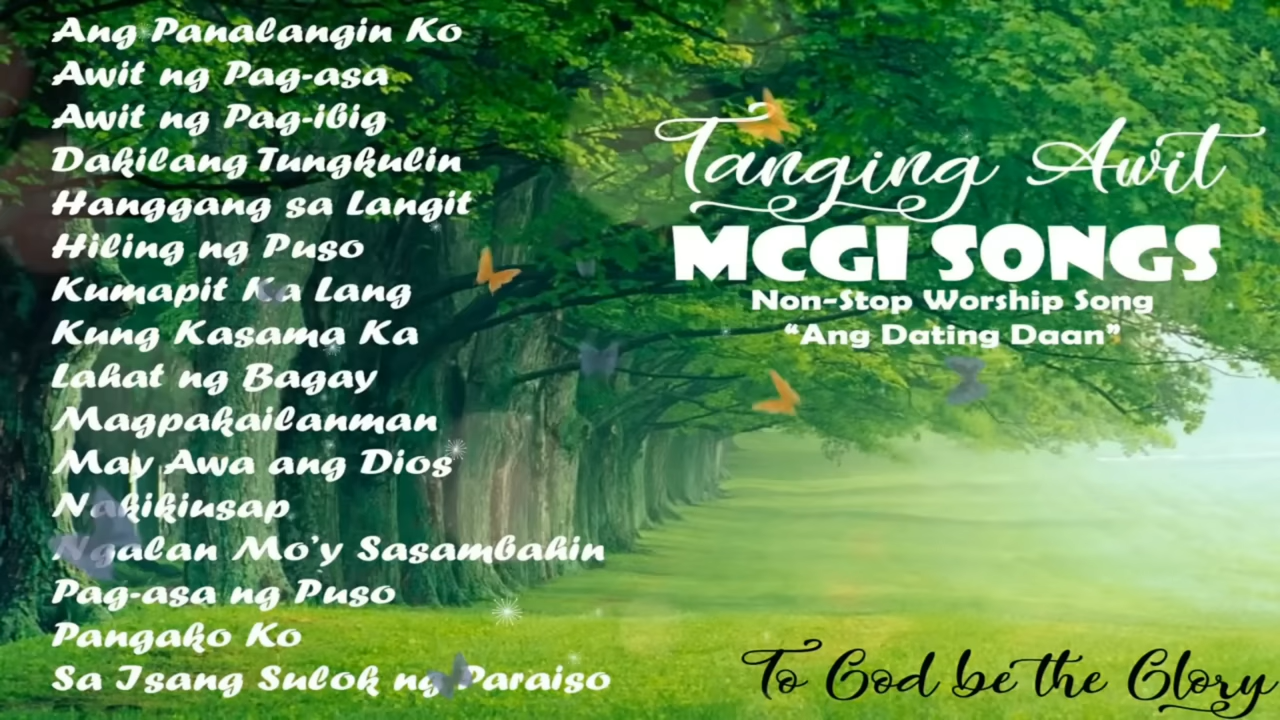 Ang Panalangin Ko
Awit ng Pag-asa
Awit ng Pag-ibig
Dakilang Tungkulin
Hanggang sa Langit
Hiling ng Puso
Kumapit Ka Lang
Kung Kasama Ka
Lahat ng Bagay
Magpakailanman
May Awa ang Dios
Nakikiusap
Ngalan Mo'y Sasambahin
Pag-asa ng Puso
Pangako Ko
Sa Isang Sulok ng Paraiso
Tanging Awit
MCGI SONGS
Non-Stop Worship Song
“Ang Dating Daan”
To God be the Glory